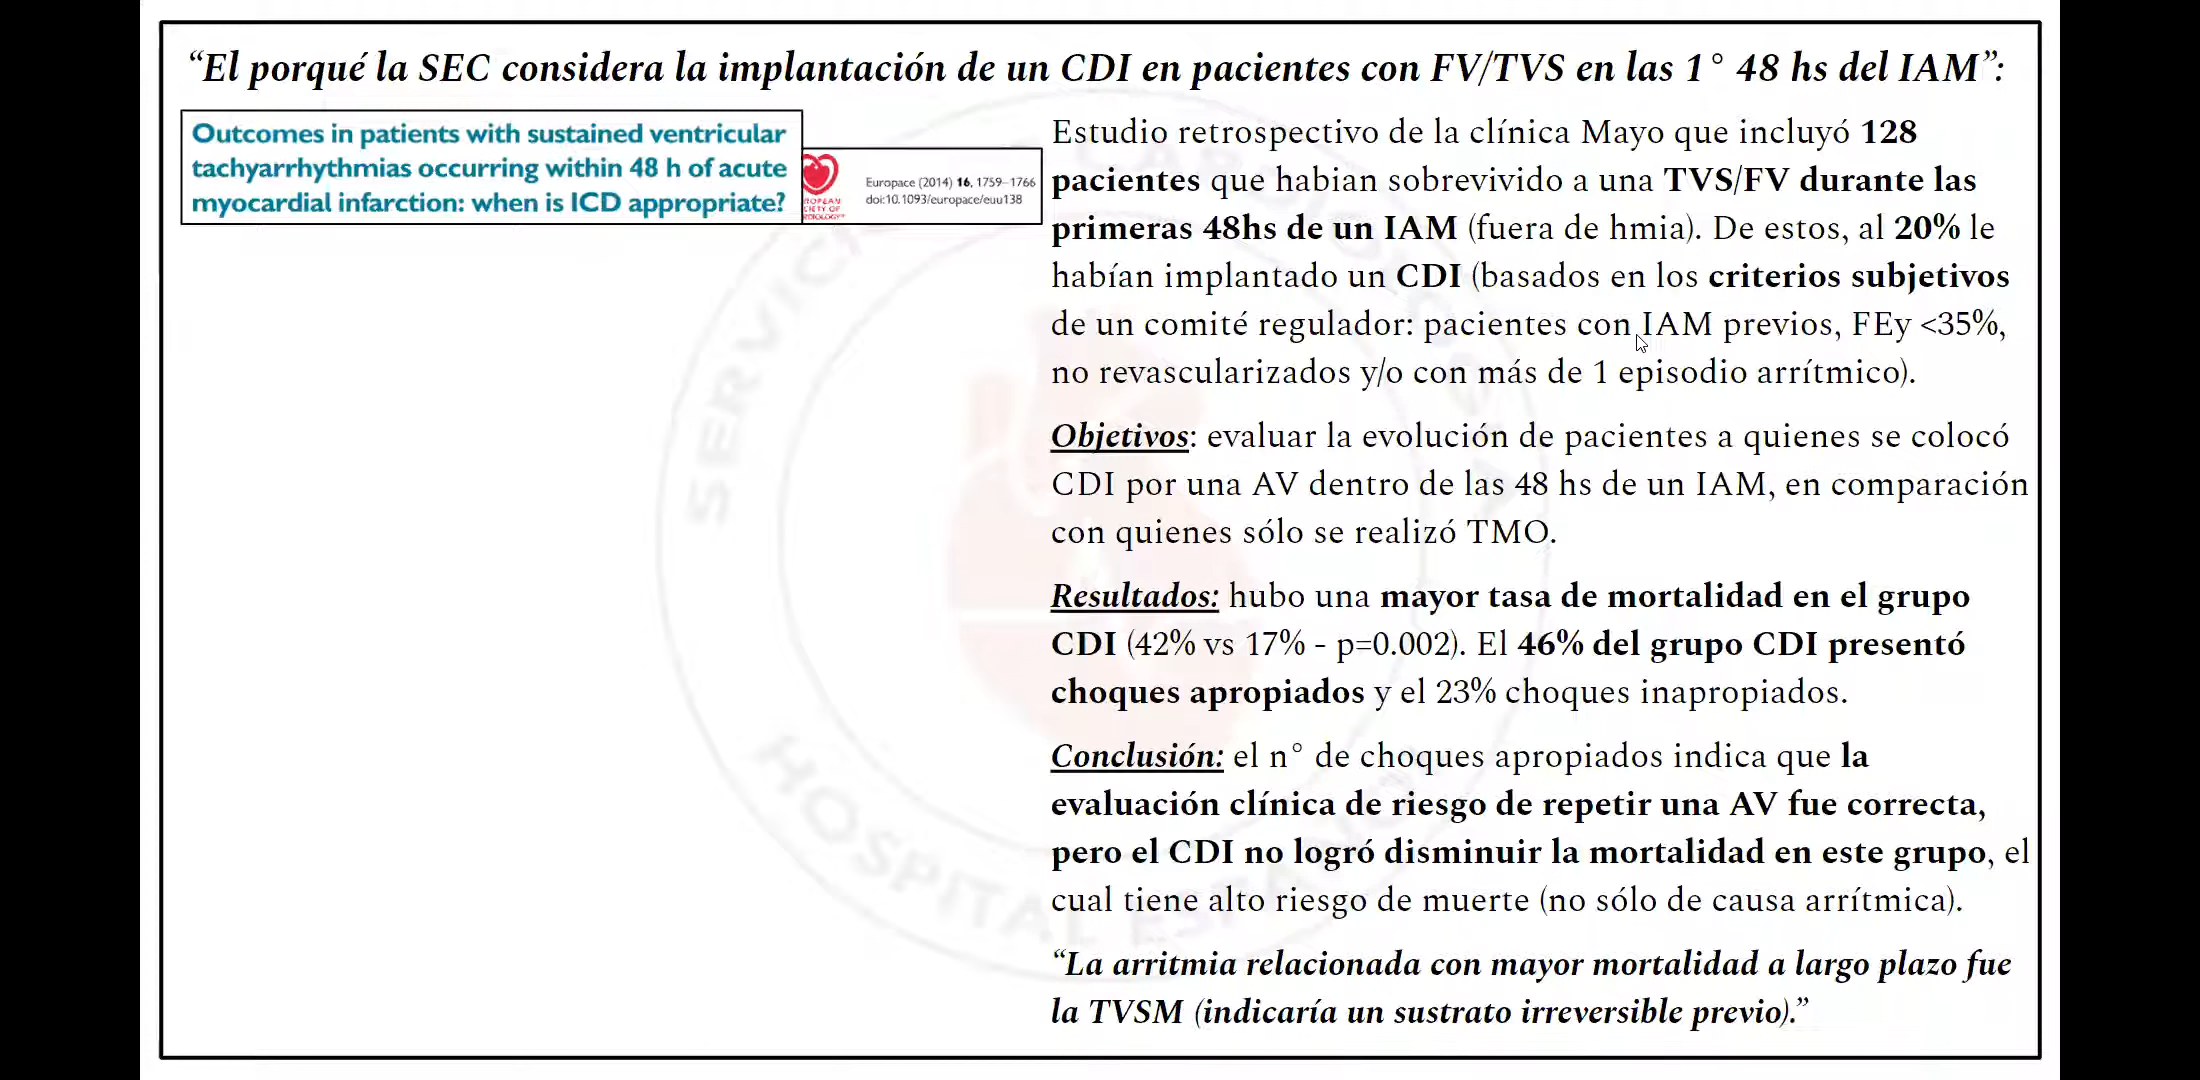 “El porqué la SEC considera la implantación de un CDI en pacientes con FV/TVS en las 1° 48 hs del IAM”:
Outcomes in patients with sustained ventricular
tachyarrhythmias occurring within 48 h of acute
myocardial infarction: when is ICD appropriate?
Europace (2014) 16, 1759–1766
doi:10.1093/europace/euu138
Estudio retrospectivo de la clínica Mayo que incluyó 128
pacientes que habian sobrevivido a una TVS/FV durante las
primeras 48hs de un IAM (fuera de hmia). De estos, al 20% le
habían implantado un CDI (basados en los criterios subjetivos
de un comité regulador: pacientes con IAM previos, FEy <35%,
no revascularizados y/o con más de 1 episodio arrítmico).
Objetivos: evaluar la evolución de pacientes a quienes se colocó
CDI por una AV dentro de las 48 hs de un IAM, en comparación
con quienes sólo se realizó TMO.
Resultados: hubo una mayor tasa de mortalidad en el grupo
CDI (42% vs 17% - p=0.002). El 46% del grupo CDI presentó
choques apropiados y el 23% choques inapropiados.
Conclusión: el n° de choques apropiados indica que la
evaluación clínica de riesgo de repetir una AV fue correcta,
pero el CDI no logró disminuir la mortalidad en este grupo, el
cual tiene alto riesgo de muerte (no sólo de causa arrítmica).
“La arritmia relacionada con mayor mortalidad a largo plazo fue
la TVSM (indicaría un sustrato irreversible previo).”
SERVICIO
HOSPITAL